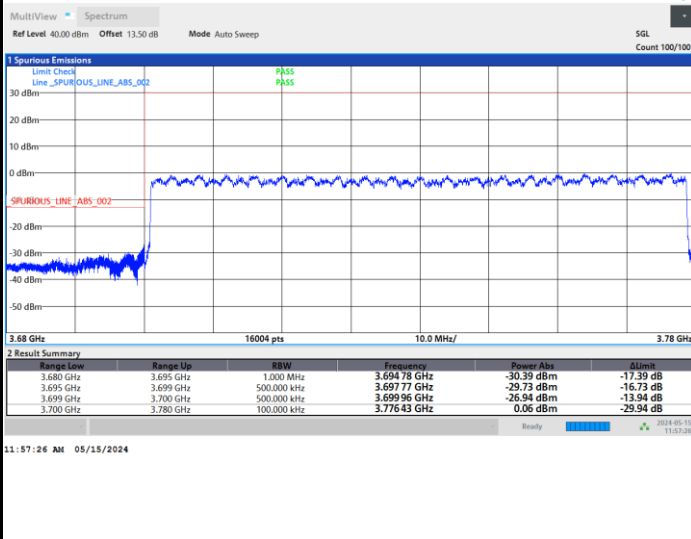 MultiView Spectrum
Ref Level 40.00 dBm Offset 13.50 dB Mode Auto Sweep SGL
Count 100/100
1 Spurious Emissions
Limit Check PASS
Line _SPURIOUS_LINE_ABS_002 PASS
30 dBm
20 dBm
10 dBm
0 dBm
_SPURIOUS_LINE_ABS_002
-20 dBm
-30 dBm
-40 dBm
-50 dBm
3.68 GHz 16004 pts 10.0 MHz/ 3.78 GHz
2 Result Summary
Range Low Range Up RBW Frequency Power Abs ΔLimit
3.680 GHz 3.695 GHz 1.000 MHz 3.694 78 GHz -30.39 dBm -17.39 dB
3.695 GHz 3.699 GHz 500.000 kHz 3.697 77 GHz -29.73 dBm -16.73 dB
3.699 GHz 3.700 GHz 500.000 kHz 3.699 96 GHz -26.94 dBm -13.94 dB
3.700 GHz 3.780 GHz 100.000 kHz 3.776 43 GHz 0.06 dBm -29.94 dB
Ready 2024-05-15
11:57:26
11:57:26 AM 05/15/2024